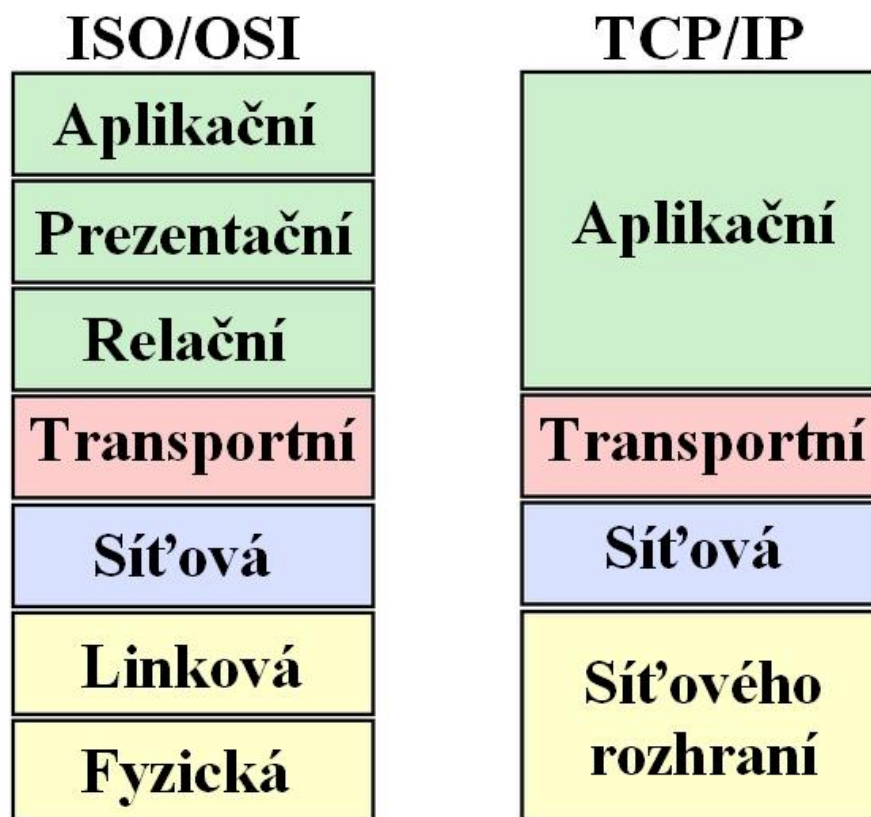 ISO/OSI
Aplikační
Prezentační
Relační
Transportní
Síťová
Linková
Fyzická
TCP/IP
Aplikační
Transportní
Síťová
Síťového
rozhraní